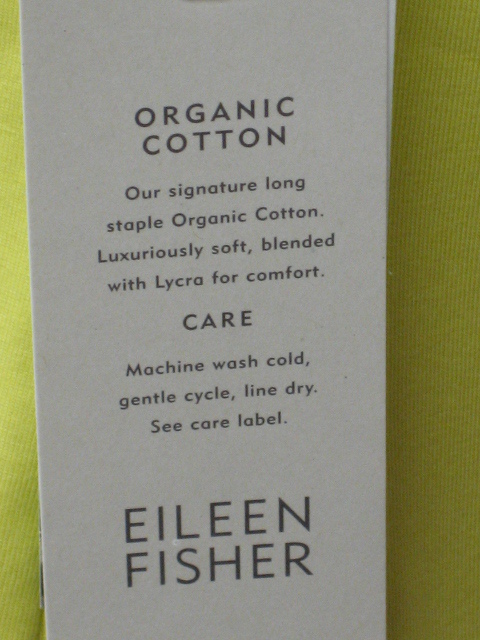 ORGANIC
COTTON
Our signature long
staple Organic Cotton.
Luxuriously soft, blended
with Lycra for comfort.
CARE
Machine wash cold,
gentle cycle, line dry.
See care label.
EILEEN
FISHER